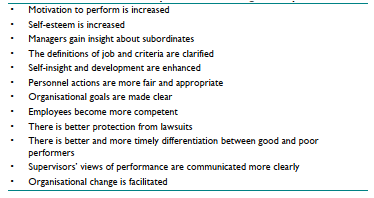 • Motivation to perform is increased
• Self-esteem is increased
• Managers gain insight about subordinates
• The definitions of job and criteria are clarified
• Self-insight and development are enhanced
• Personnel actions are more fair and appropriate
• Organisational goals are made clear
• Employees become more competent
• There is better protection from lawsuits
• There is better and more timely differentiation between good and poor
performers
• Supervisors' views of performance are communicated more clearly
• Organisational change is facilitated